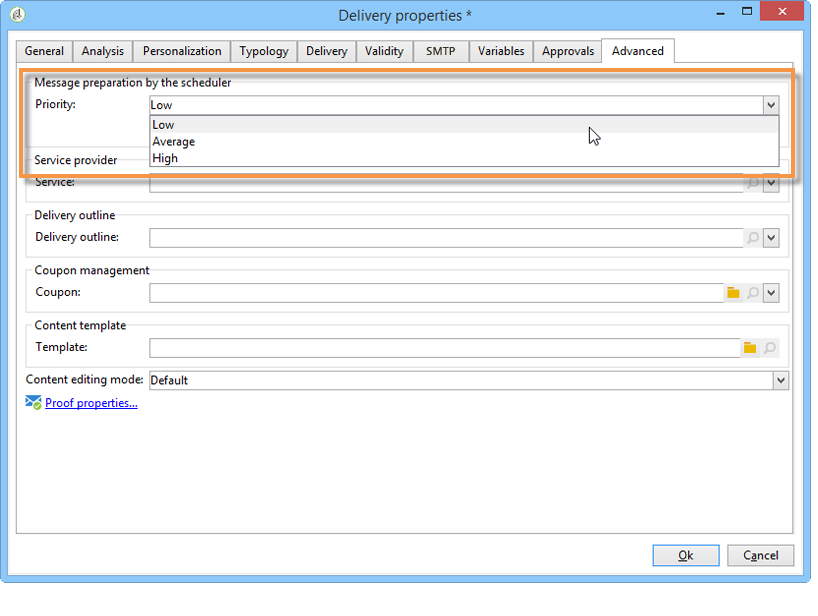 Delivery properties *
General Analysis Personalization Typology Delivery Validity SMTP Variables Approvals Advanced
Message preparation by the scheduler
Priority: Low
Low
Average
High
Service provider
Service:
Delivery outline
Delivery outline:
Coupon management
Coupon:
Content template
Template:
Content editing mode: Default
Proof properties...
Ok Cancel